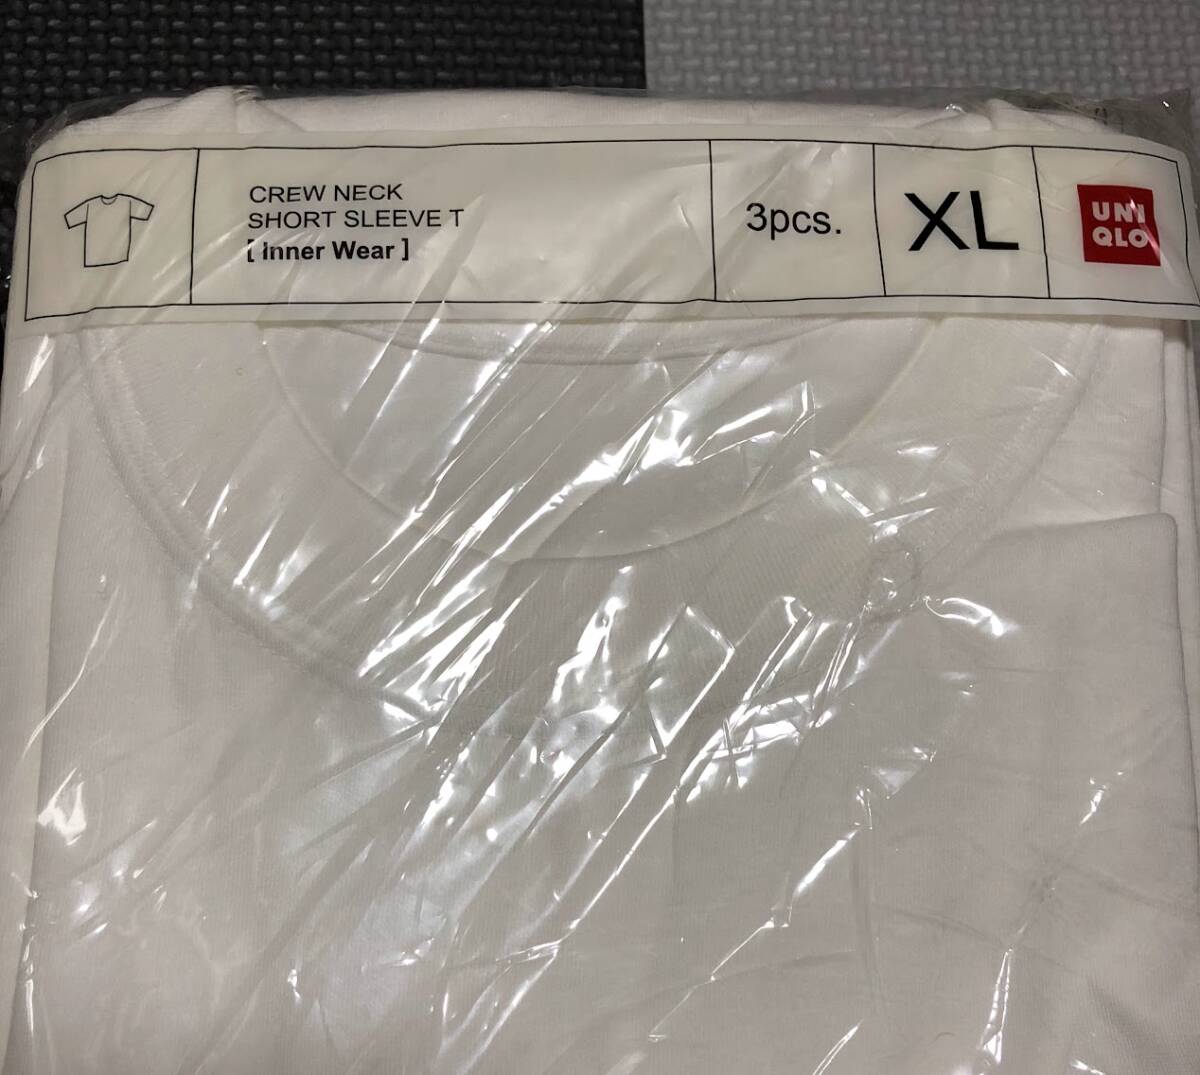 CREW NECK
SHORT SLEEVE T
[ Inner Wear ]
3pcs.
XL
UNI
QLO